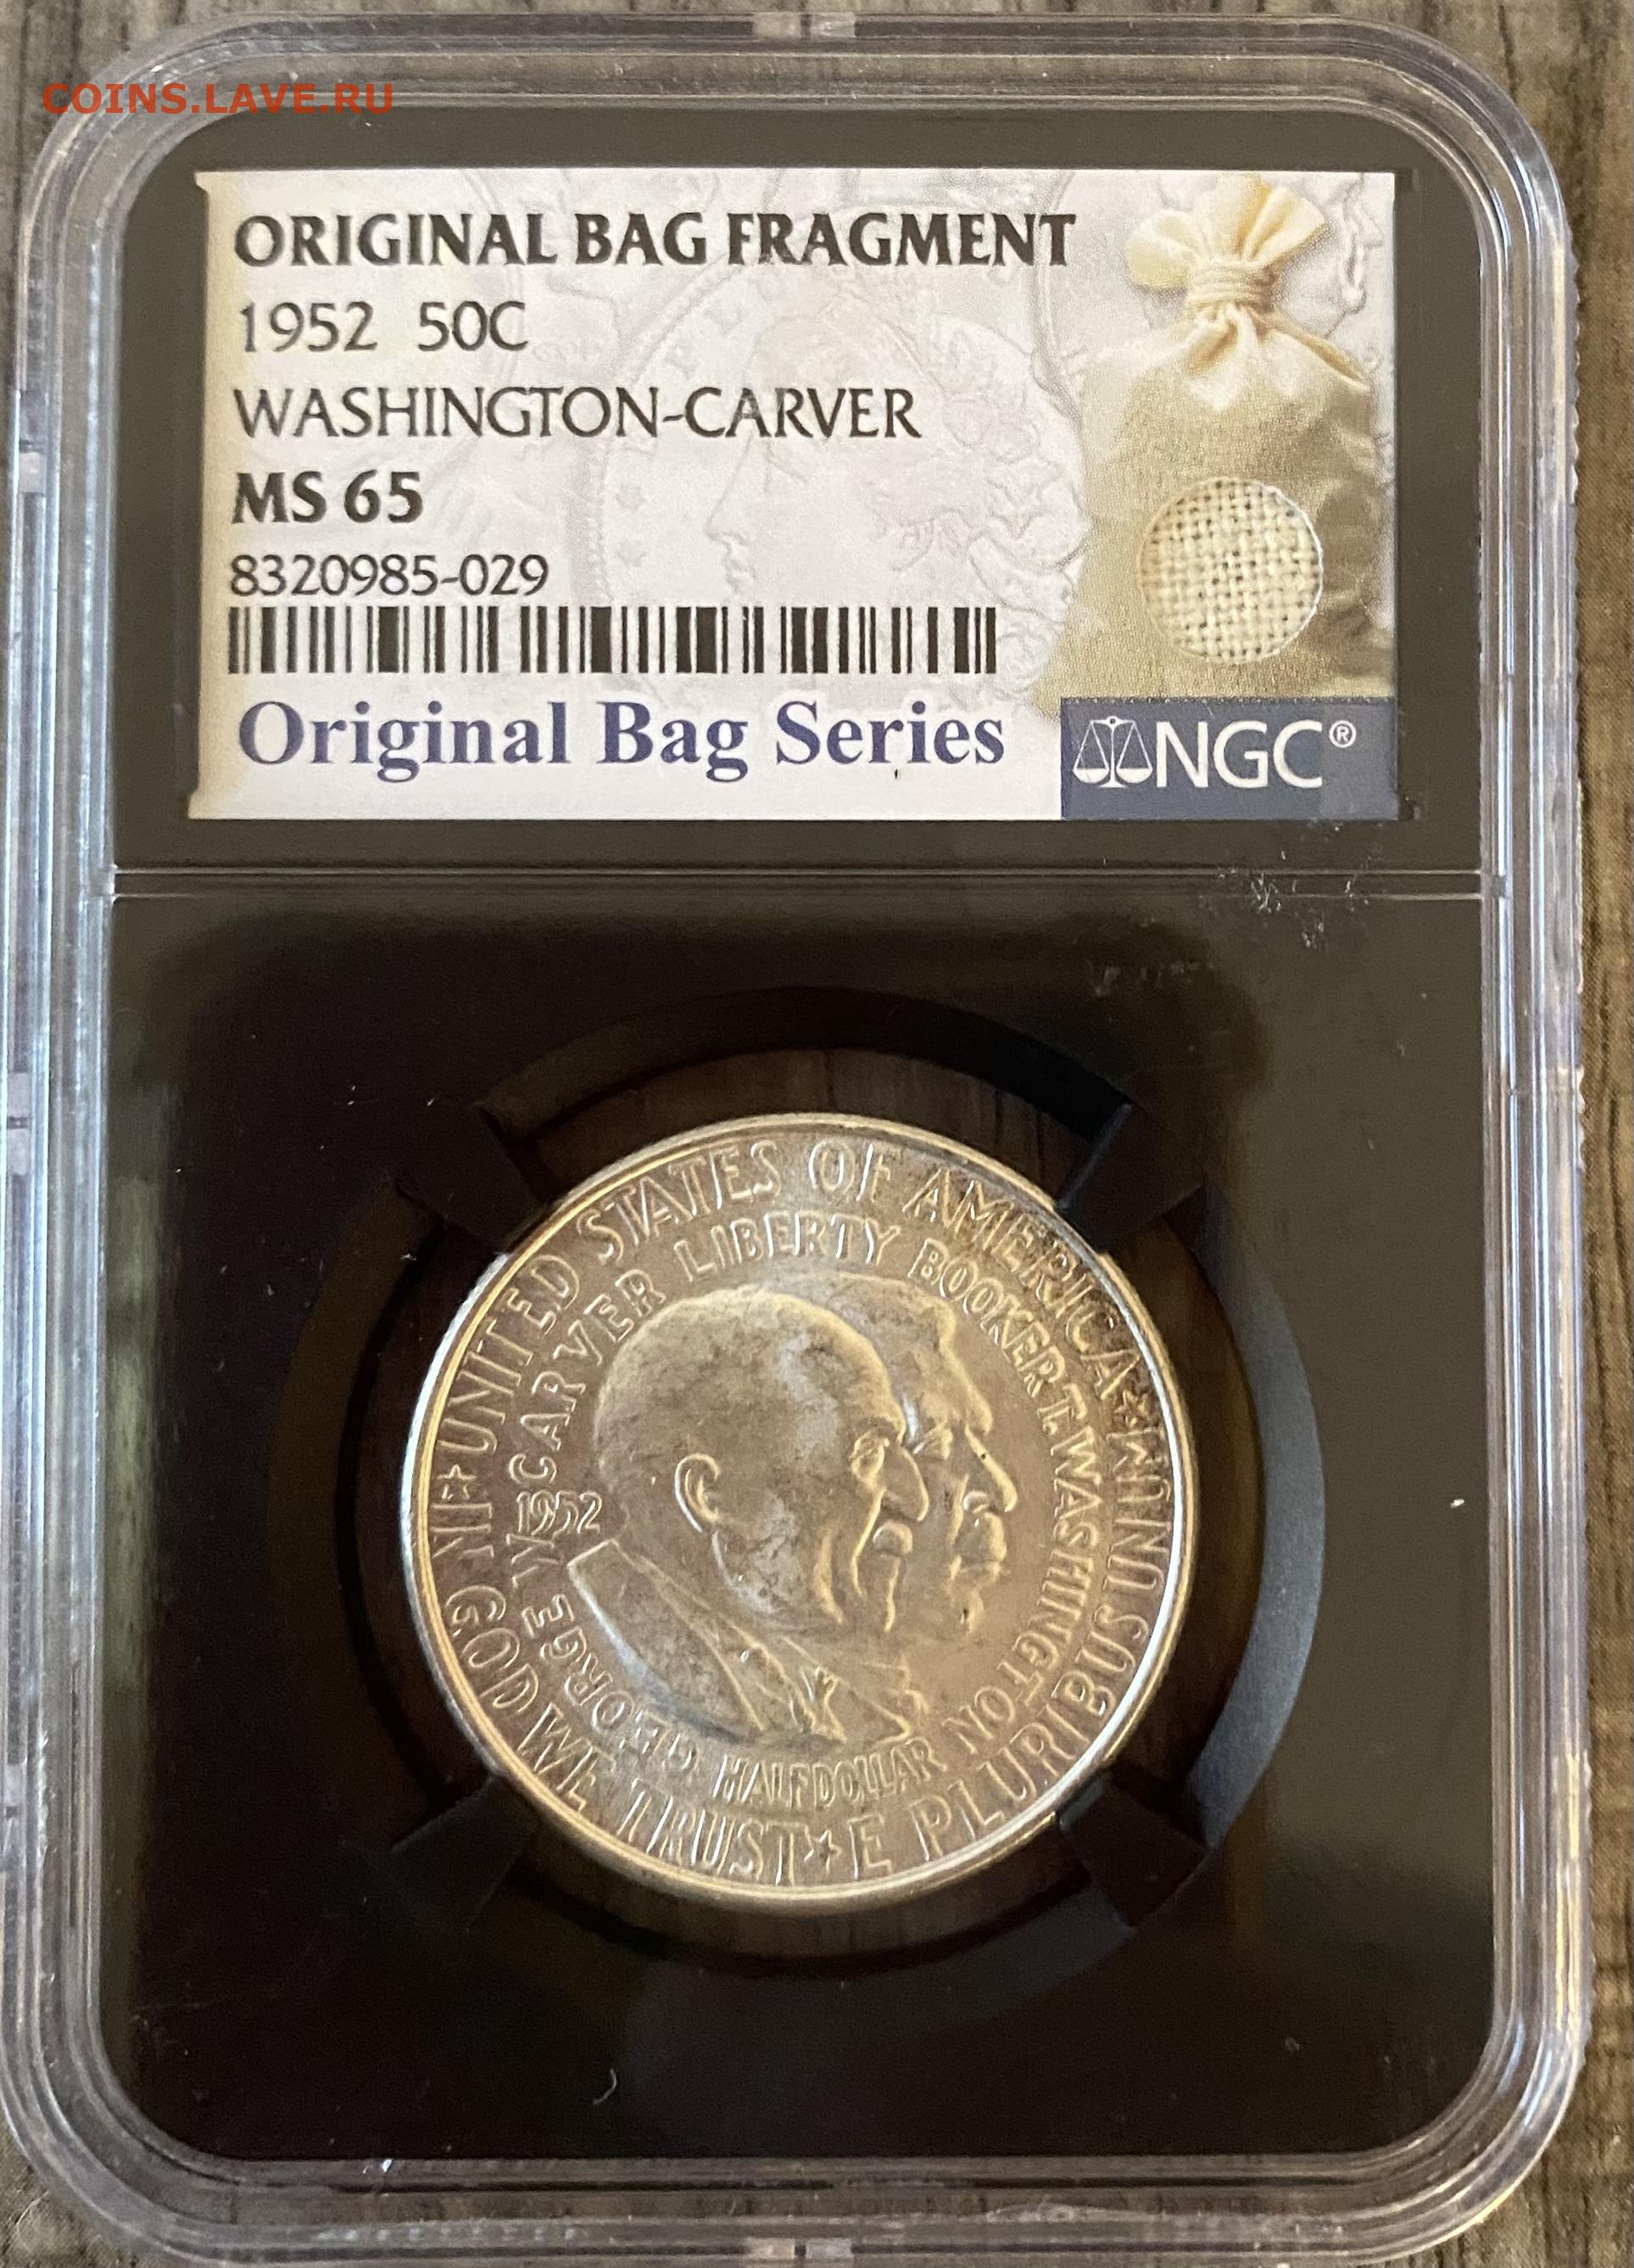 COINS.LAVE.RU
ORIGINAL BAG FRAGMENT
1952 50C
WASHINGTON-CARVER
MS 65
8320985-029
Original Bag Series
NGC®
UNITED STATES OF AMERICA ★ E PLURIBUS UNUM ★ IN GOD WE TRUST ★
GEORGE W. CARVER LIBERTY BOOKER T. WASHINGTON
1952
HALF DOLLAR